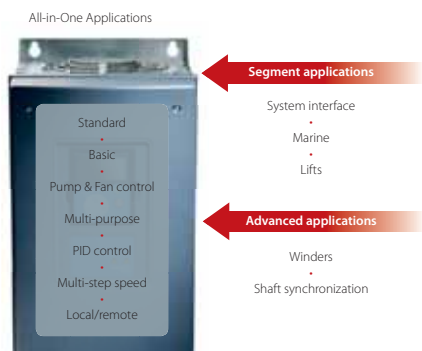 All-in-One Applications
Standard
•
Basic
•
Pump & Fan control
•
Multi-purpose
•
PID control
•
Multi-step speed
•
Local/remote
Segment applications
System interface
•
Marine
•
Lifts
Advanced applications
Winders
•
Shaft synchronization